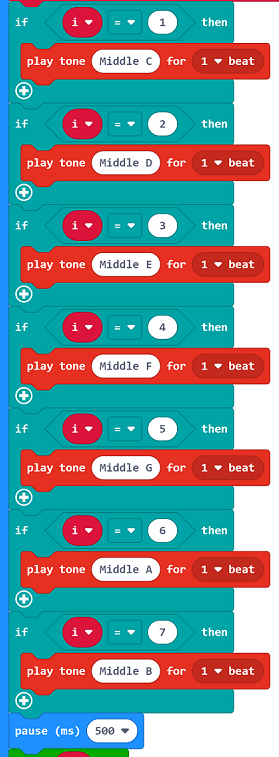 if i = 1 then
play tone Middle C for 1 beat
if i = 2 then
play tone Middle D for 1 beat
if i = 3 then
play tone Middle E for 1 beat
if i = 4 then
play tone Middle F for 1 beat
if i = 5 then
play tone Middle G for 1 beat
if i = 6 then
play tone Middle A for 1 beat
if i = 7 then
play tone Middle B for 1 beat
pause (ms) 500